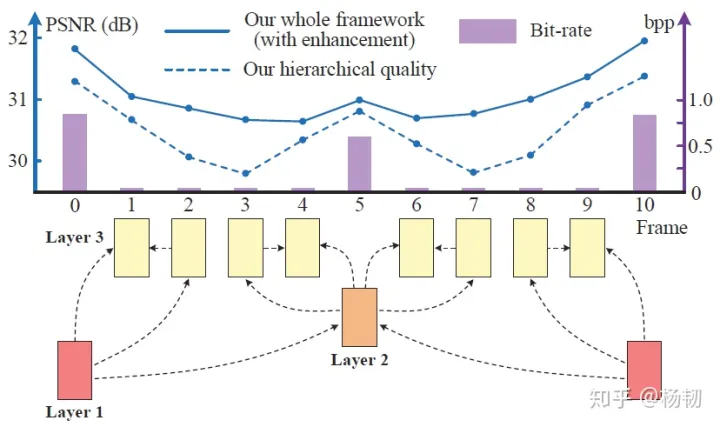 PSNR (dB)
Our whole framework
(with enhancement)
Our hierarchical quality
Bit-rate
bpp
32
31
30
1.0
0.5
0
0 1 2 3 4 5 6 7 8 9 10
Frame
Layer 3
Layer 2
Layer 1
知乎 @杨韧